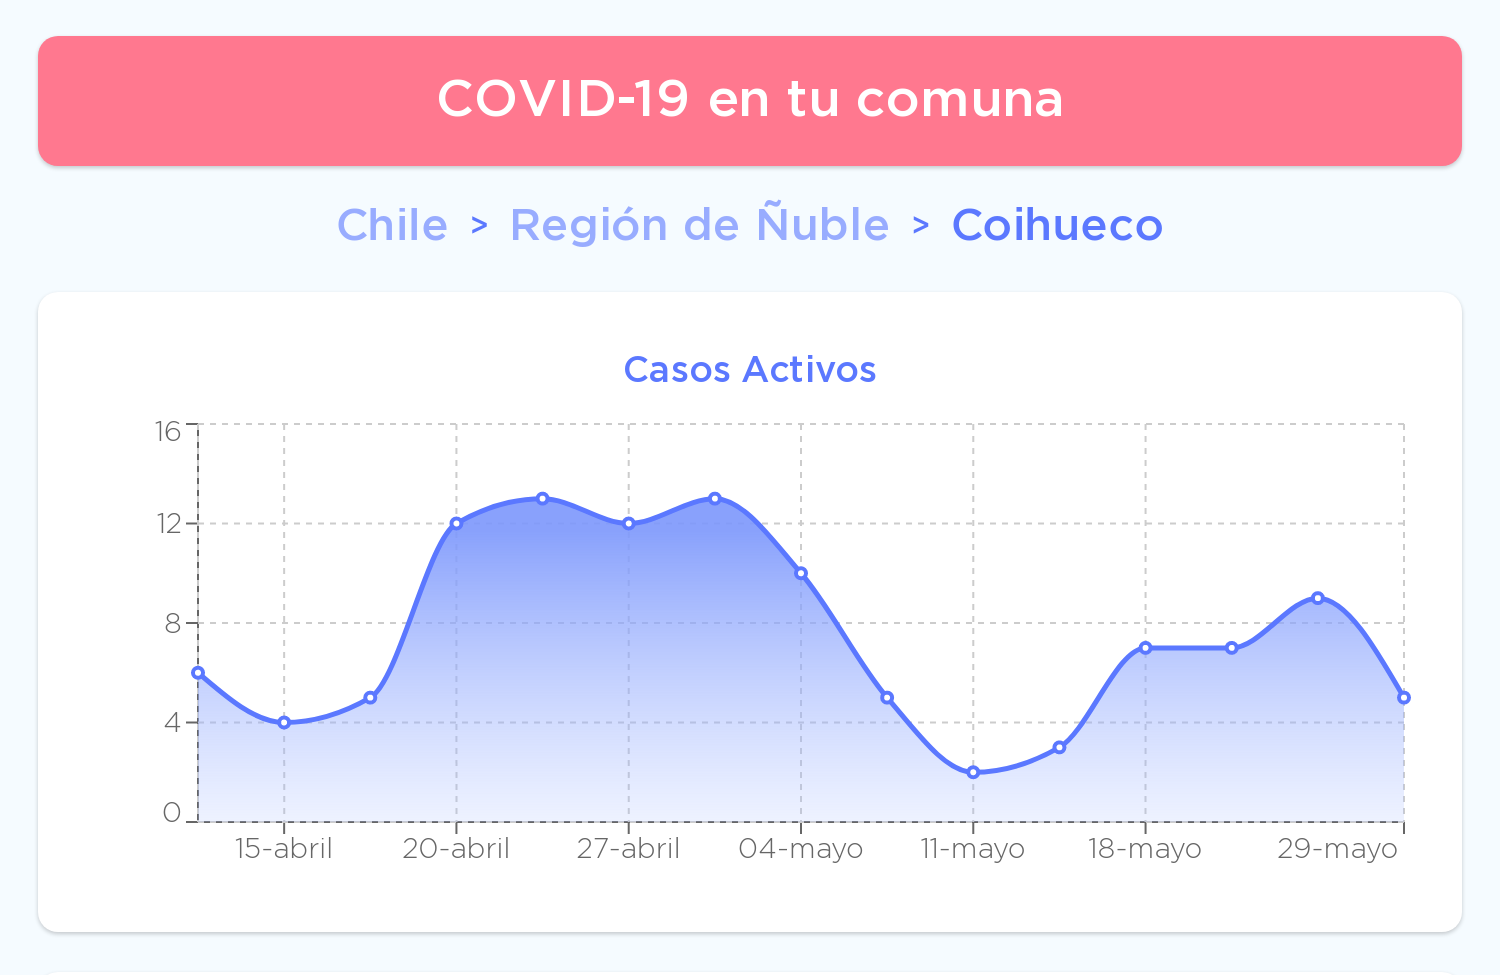 COVID-19 en tu comuna
Chile > Región de Ñuble > Coihueco
Casos Activos
16
12
8
4
0
15-abril 20-abril 27-abril 04-mayo 11-mayo 18-mayo 29-mayo